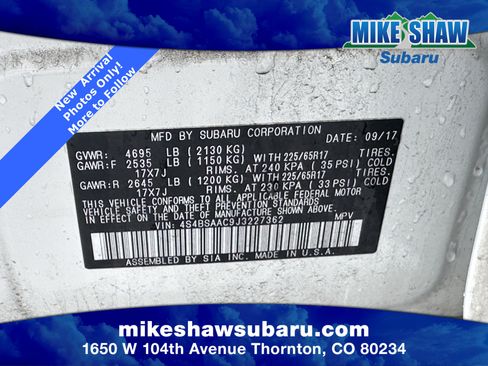 MIKE SHAW
Subaru
New Arrival
Photos Only!
More to Follow
MFD BY SUBARU CORPORATION DATE: 09/17
GVWR: 4695 LB (2130 KG)
GAWR:F 2535 LB (1150 KG) WITH 225/65R17 TIRES.
17X7J RIMS. AT 240 KPA (35 PSI) COLD
GAWR:R 2645 LB (1200 KG) WITH 225/65R17 TIRES.
17X7J RIMS. AT 230 KPA (33 PSI) COLD
THIS VEHICLE CONFORMS TO ALL APPLICABLE FEDERAL MOTOR
VEHICLE SAFETY, BUMPER, AND THEFT PREVENTION STANDARDS
IN EFFECT ON THE DATE OF MANUFACTURE SHOWN ABOVE.
VIN: 4S4BSAAC9J3227362 MPV
ASSEMBLED BY SIA INC. MADE IN U.S.A.
mikeshawsubaru.com
1650 W 104th Avenue Thornton, CO 80234